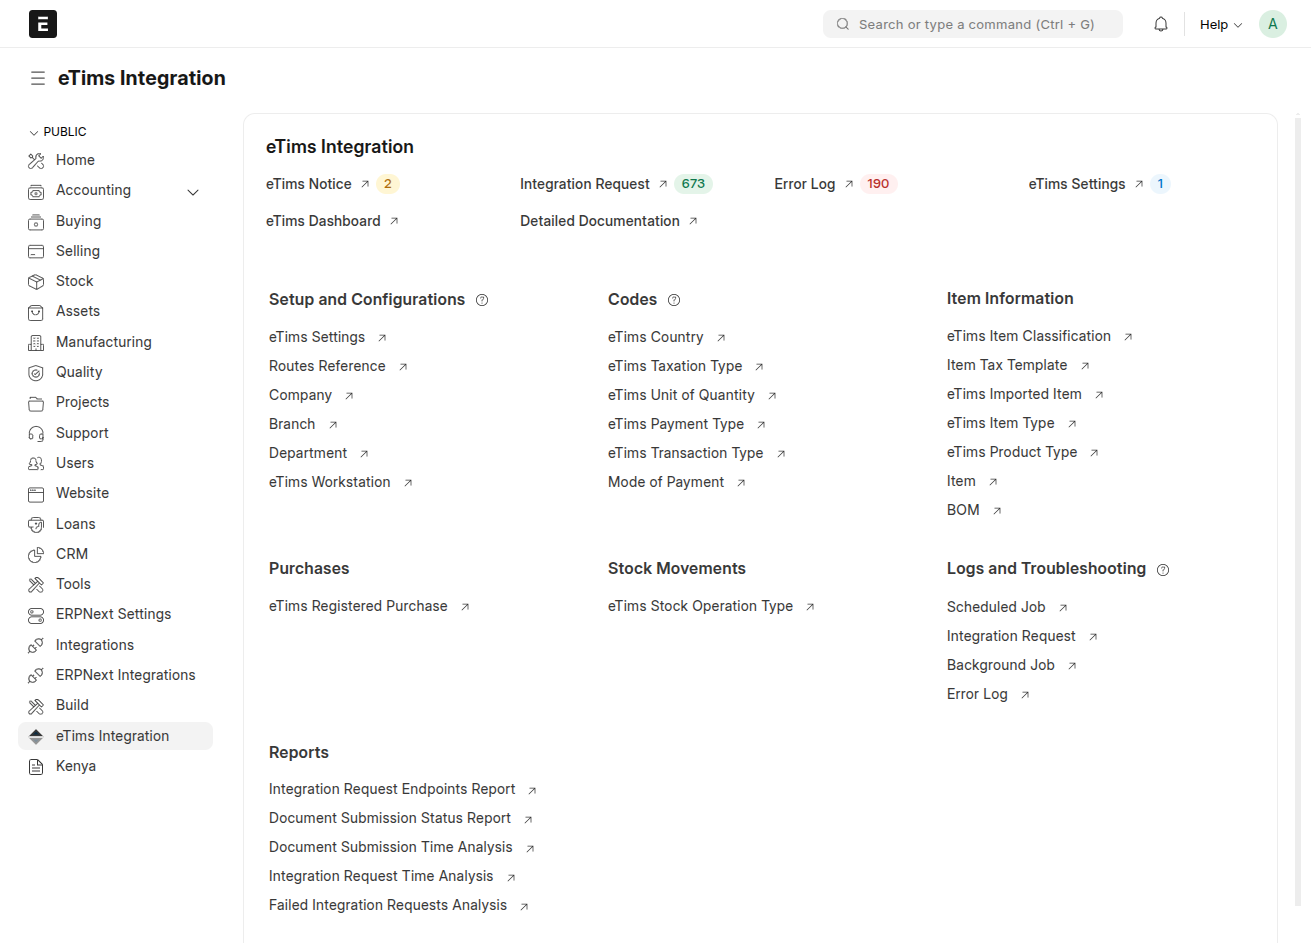 E
Search or type a command (Ctrl + G)
Help
A
eTims Integration
PUBLIC
Home
Accounting
Buying
Selling
Stock
Assets
Manufacturing
Quality
Projects
Support
Users
Website
Loans
CRM
Tools
ERPNext Settings
Integrations
ERPNext Integrations
Build
eTims Integration
Kenya
eTims Integration
eTims Notice 2
Integration Request 673
Error Log 190
eTims Settings 1
eTims Dashboard
Detailed Documentation
Setup and Configurations
eTims Settings
Routes Reference
Company
Branch
Department
eTims Workstation
Codes
eTims Country
eTims Taxation Type
eTims Unit of Quantity
eTims Payment Type
eTims Transaction Type
Mode of Payment
Item Information
eTims Item Classification
Item Tax Template
eTims Imported Item
eTims Item Type
eTims Product Type
Item
BOM
Purchases
eTims Registered Purchase
Stock Movements
eTims Stock Operation Type
Logs and Troubleshooting
Scheduled Job
Integration Request
Background Job
Error Log
Reports
Integration Request Endpoints Report
Document Submission Status Report
Document Submission Time Analysis
Integration Request Time Analysis
Failed Integration Requests Analysis